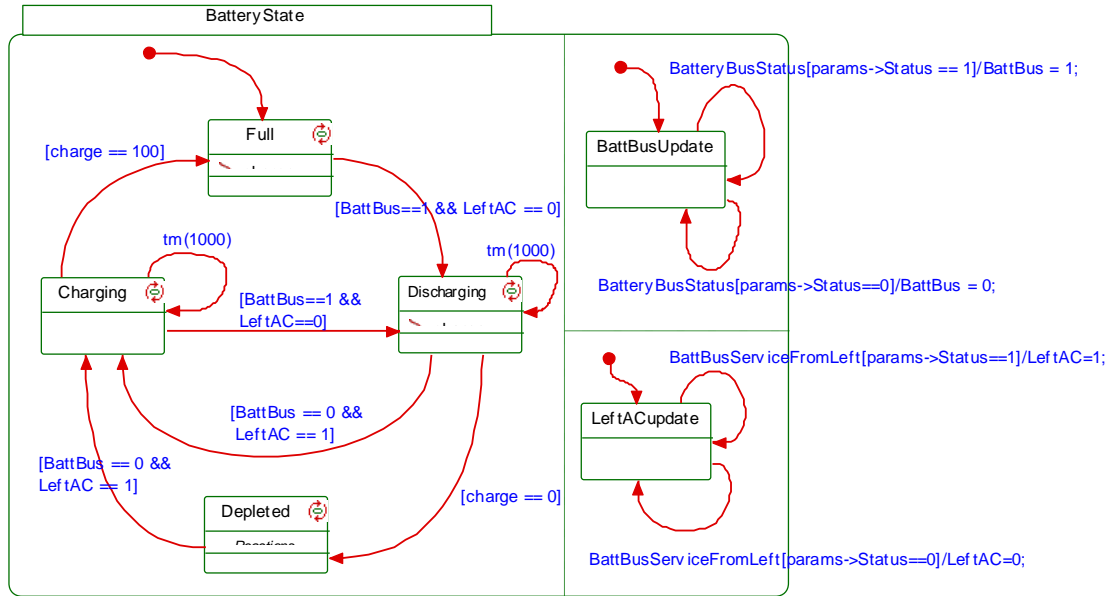 BatteryState
BatteryBusStatus[params->Status == 1]/BattBus = 1;
Full
BattBusUpdate
[charge == 100]
[BattBus==1 && LeftAC == 0]
tm(1000)
tm(1000)
BatteryBusStatus[params->Status==0]/BattBus = 0;
Charging
Discharging
[BattBus==1 &&
LeftAC==0]
BattBusServiceFromLeft[params->Status==1]/LeftAC=1;
LeftACupdate
[BattBus == 0 &&
LeftAC == 1]
[BattBus == 0 &&
LeftAC == 1]
[charge == 0]
Depleted
BattBusServiceFromLeft[params->Status==0]/LeftAC=0;